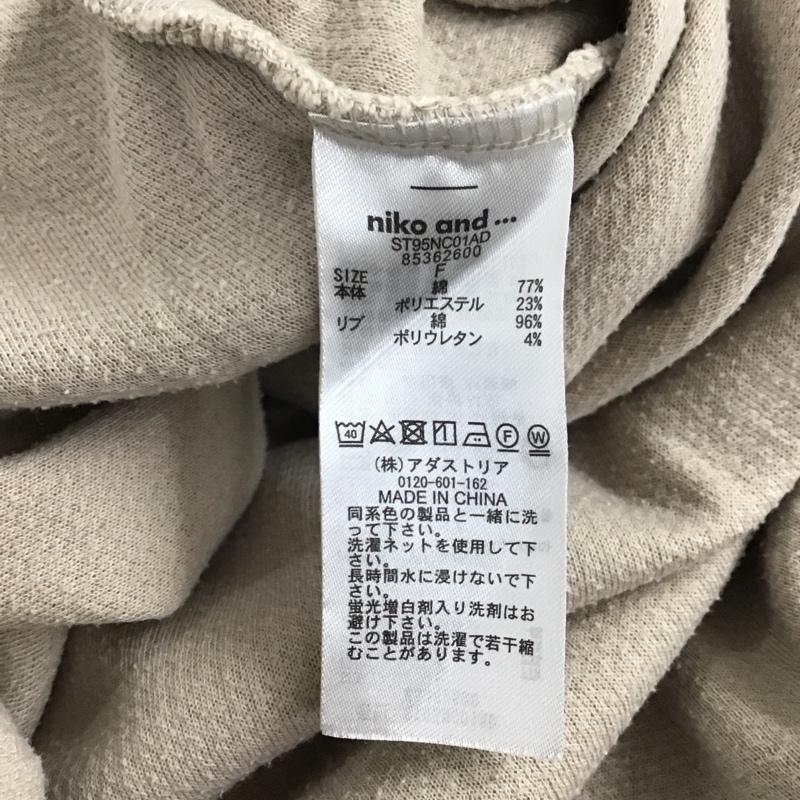 niko and ...
ST95NC01AD
85362600
SIZE F
本体 綿 77%
ポリエステル 23%
リブ 綿 96%
ポリウレタン 4%
40 F W
(株)アダストリア
0120-601-162
MADE IN CHINA
同系色の製品と一緒に洗
って下さい。
洗濯ネットを使用して下
さい。
長時間水に浸けないで下
さい。
蛍光増白剤入り洗剤はお
避け下さい。
この製品は洗濯で若干縮
むことがあります。